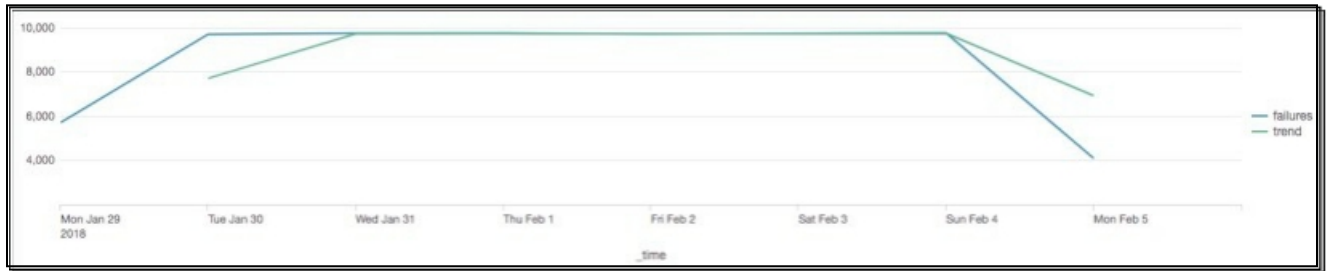 10,000
8,000
6,000
4,000
failures
trend
Mon Jan 29 Tue Jan 30 Wed Jan 31 Thu Feb 1 Fri Feb 2 Sat Feb 3 Sun Feb 4 Mon Feb 5
2018
_time